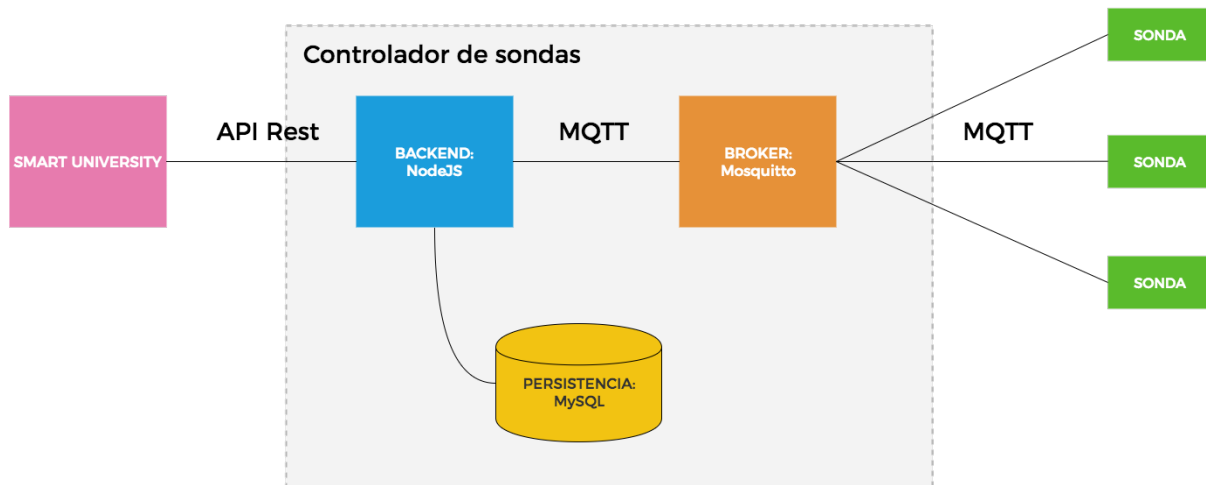 Controlador de sondas
SMART UNIVERSITY
API Rest
BACKEND:
NodeJS
MQTT
BROKER:
Mosquitto
MQTT
SONDA
SONDA
SONDA
PERSISTENCIA:
MySQL